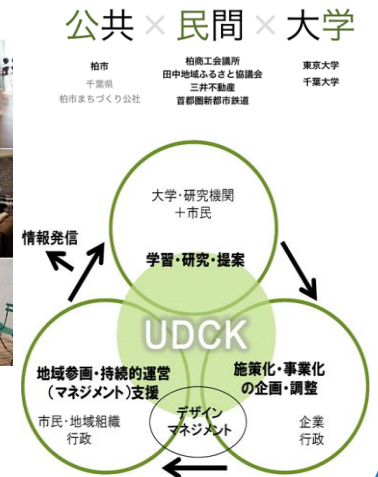 公共×民間×大学
柏市
千葉県
柏市まちづくり公社
柏商工会議所
田中地域ふるさと協議会
三井不動産
首都圏新都市鉄道
東京大学
千葉大学
大学・研究機関
＋市民
学習・研究・提案
情報発信
UDCK
地域参画・持続的運営
（マネジメント）支援
市民・地域組織
行政
デザイン
マネジメント
施策化・事業化
の企画・調整
企業
行政